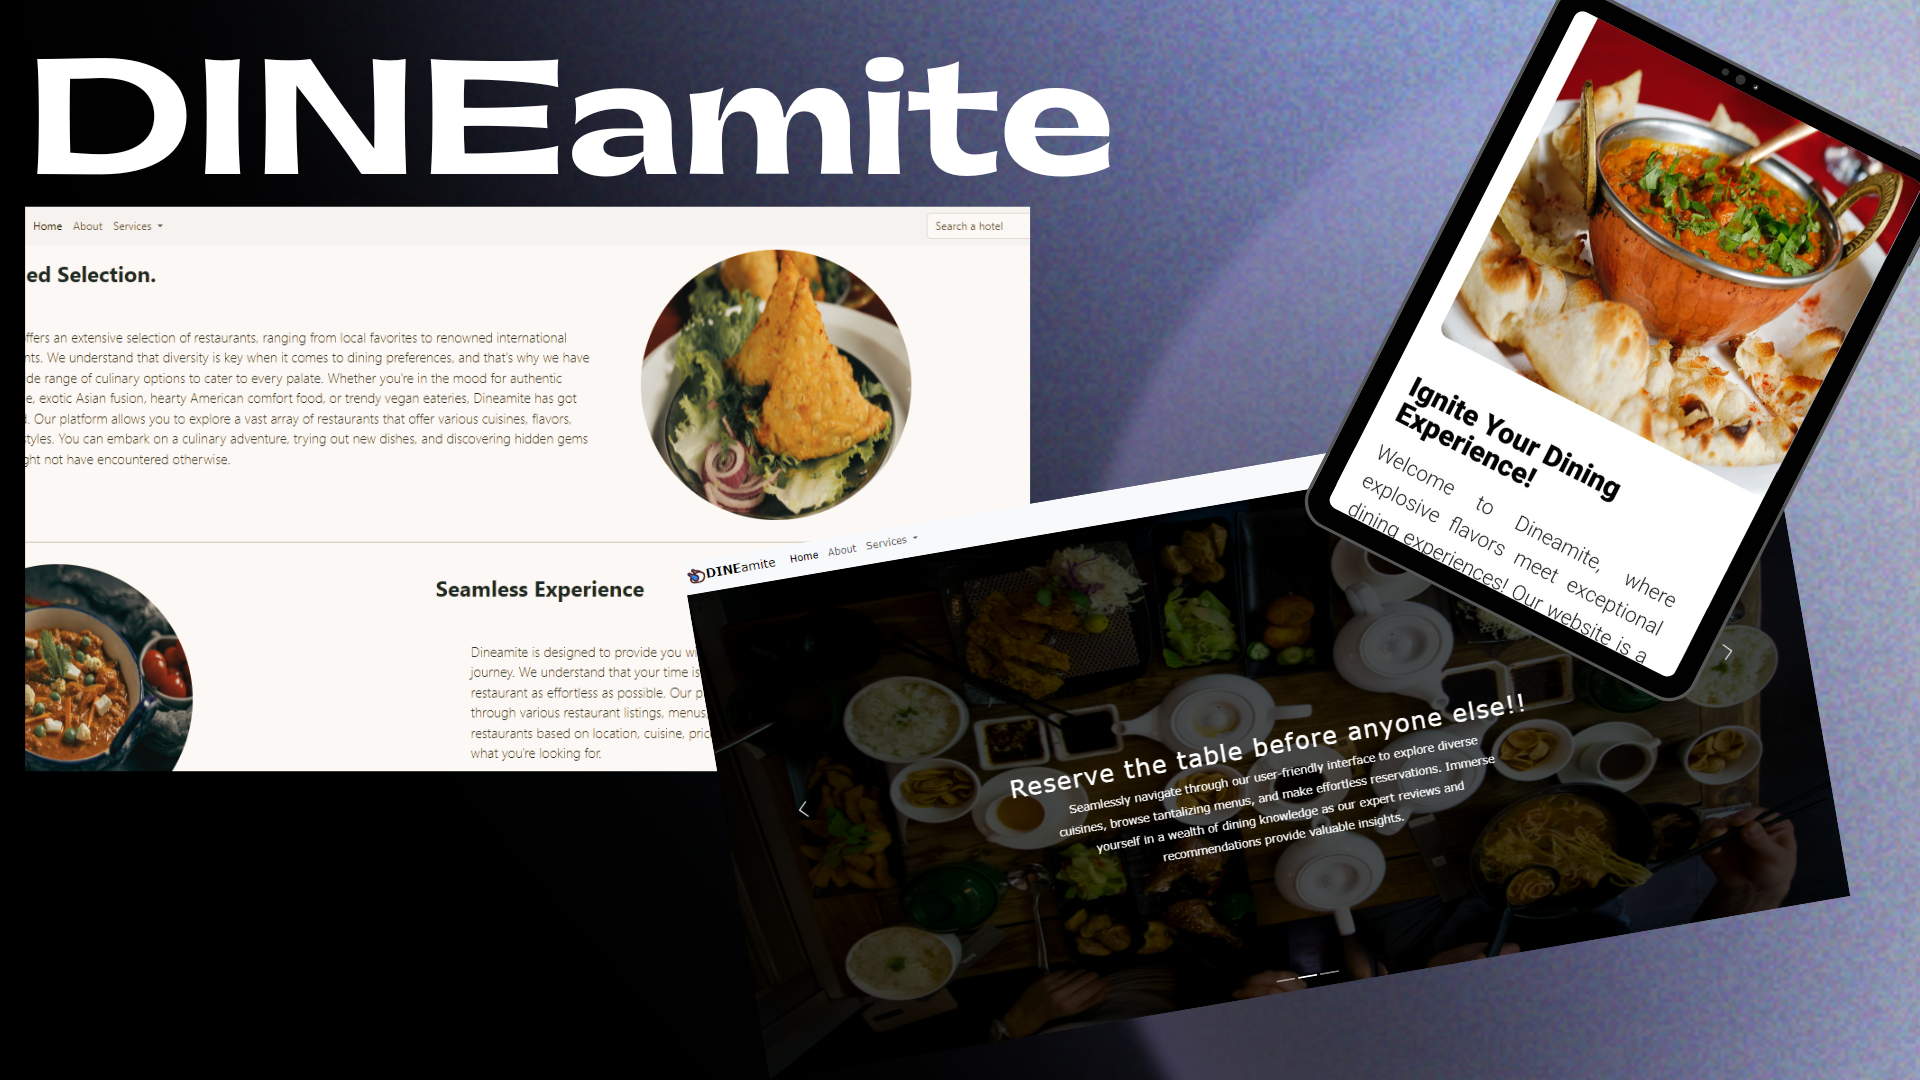 DINEamite
Home About Services
Search a hotel
ed Selection.
ffers an extensive selection of restaurants, ranging from local favorites to renowned international
nts. We understand that diversity is key when it comes to dining preferences, and that's why we have
de range of culinary options to cater to every palate. Whether you're in the mood for authentic
e, exotic Asian fusion, hearty American comfort food, or trendy vegan eateries, Dineamite has got
. Our platform allows you to explore a vast array of restaurants that offer various cuisines, flavors,
tyles. You can embark on a culinary adventure, trying out new dishes, and discovering hidden gems
ght not have encountered otherwise.
Seamless Experience
Dineamite is designed to provide you wi
journey. We understand that your time is
restaurant as effortless as possible. Our p
through various restaurant listings, menus,
restaurants based on location, cuisine, pric
what you're looking for.
DINEamite Home About Services
Reserve the table before anyone else!!
Seamlessly navigate through our user-friendly interface to explore diverse
cuisines, browse tantalizing menus, and make effortless reservations. Immerse
yourself in a wealth of dining knowledge as our expert reviews and
recommendations provide valuable insights.
Ignite Your Dining
Experience!
Welcome to Dineamite, where
explosive flavors meet exceptional
dining experiences! Our website is a